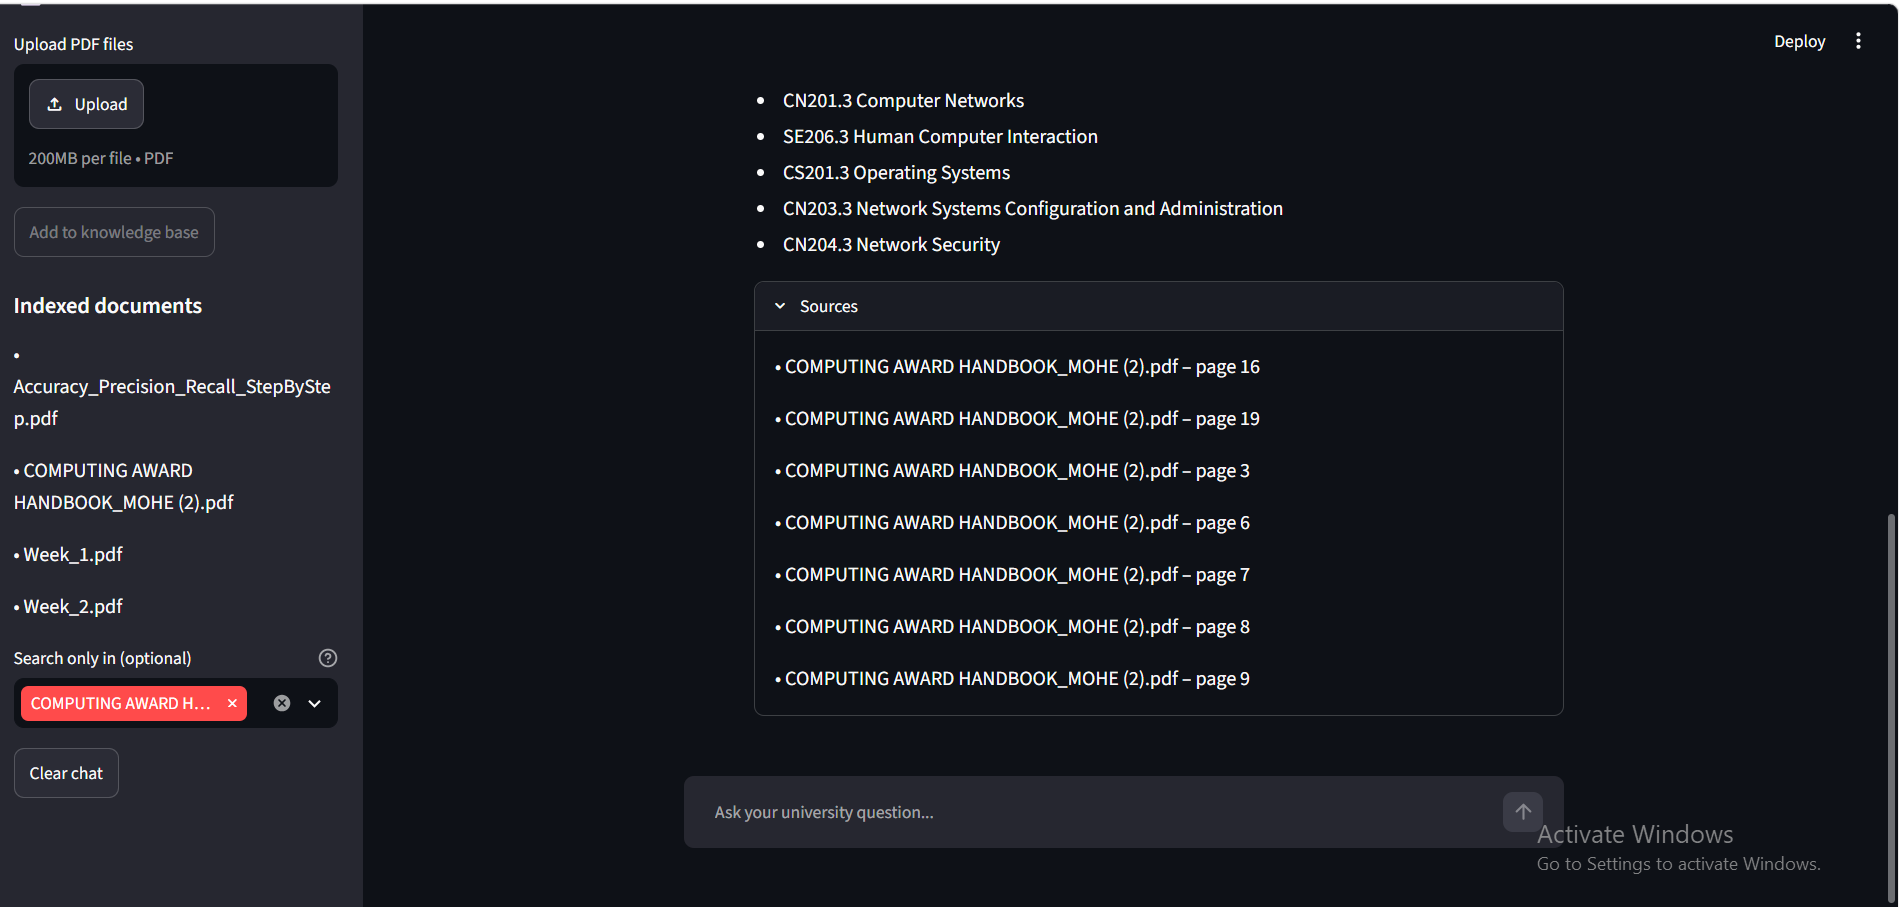 Upload PDF files
Upload
200MB per file • PDF
Add to knowledge base
Indexed documents
•
Accuracy_Precision_Recall_StepBySte
p.pdf
• COMPUTING AWARD
HANDBOOK_MOHE (2).pdf
• Week_1.pdf
• Week_2.pdf
Search only in (optional)
COMPUTING AWARD H...
Clear chat
Deploy
• CN201.3 Computer Networks
• SE206.3 Human Computer Interaction
• CS201.3 Operating Systems
• CN203.3 Network Systems Configuration and Administration
• CN204.3 Network Security
Sources
• COMPUTING AWARD HANDBOOK_MOHE (2).pdf – page 16
• COMPUTING AWARD HANDBOOK_MOHE (2).pdf – page 19
• COMPUTING AWARD HANDBOOK_MOHE (2).pdf – page 3
• COMPUTING AWARD HANDBOOK_MOHE (2).pdf – page 6
• COMPUTING AWARD HANDBOOK_MOHE (2).pdf – page 7
• COMPUTING AWARD HANDBOOK_MOHE (2).pdf – page 8
• COMPUTING AWARD HANDBOOK_MOHE (2).pdf – page 9
Ask your university question...
Activate Windows
Go to Settings to activate Windows.